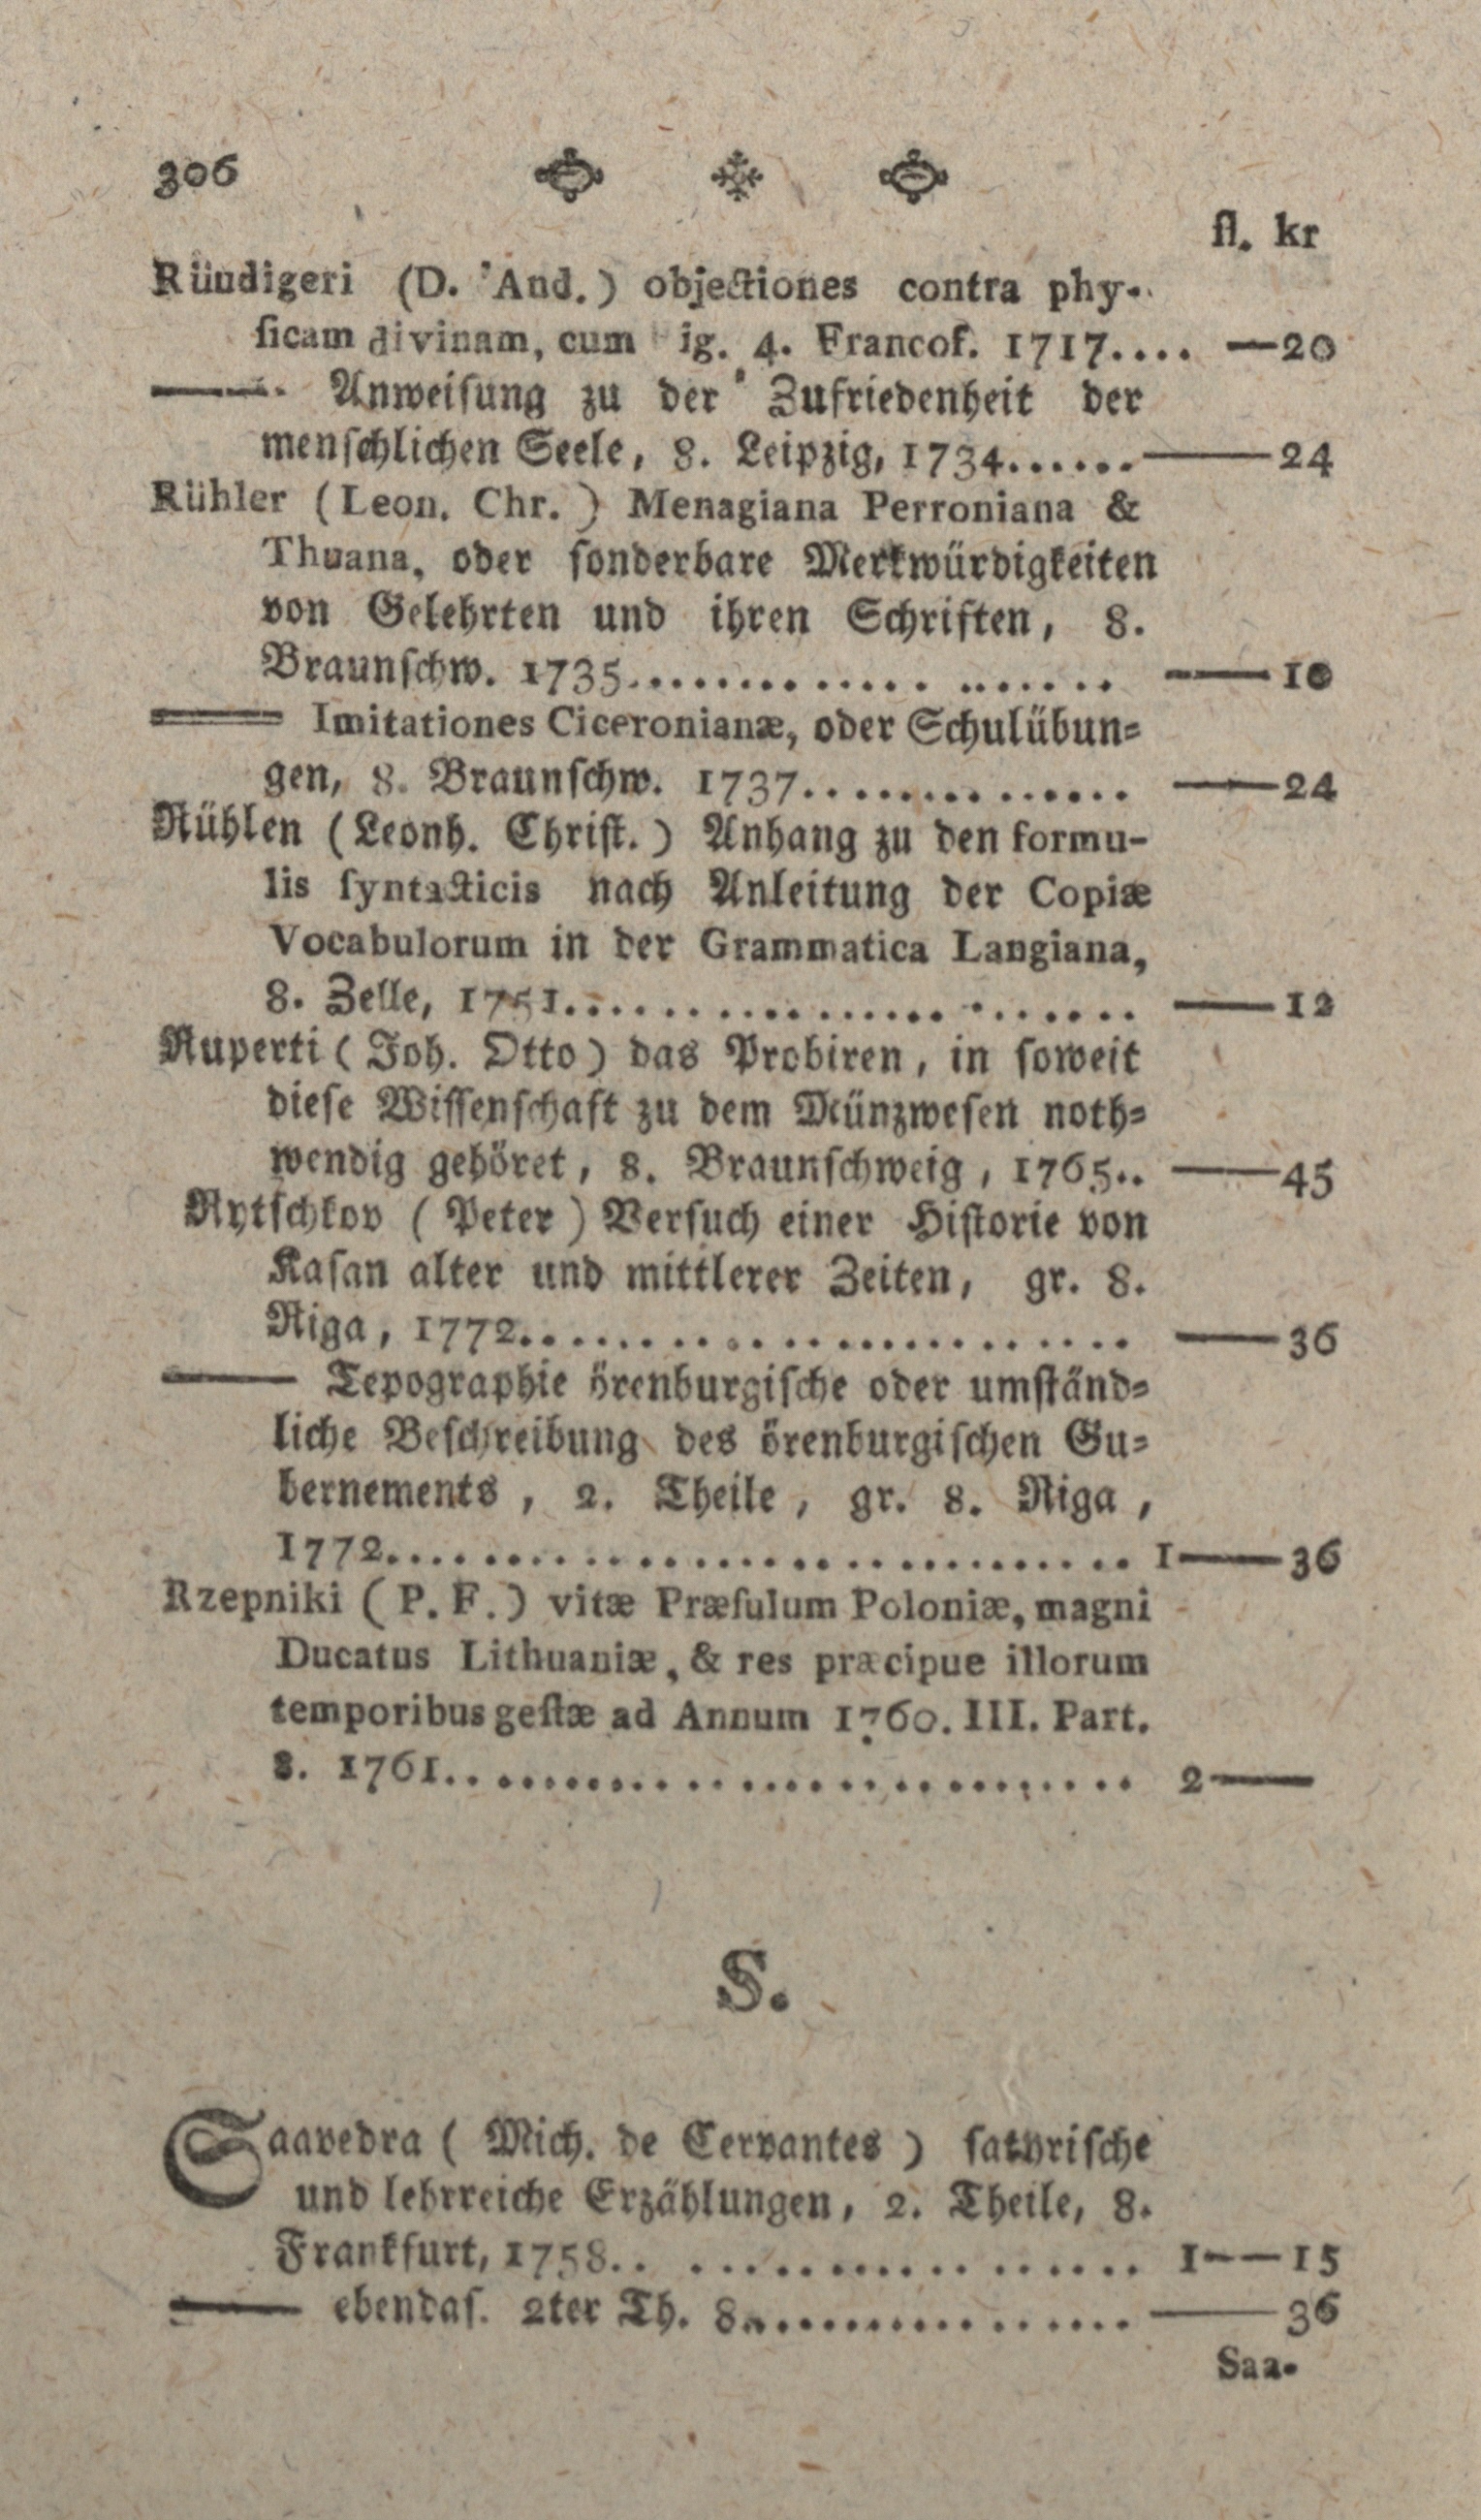 306
fl. kr
Ründigeri (D. And.) objectiones contra phy-
ſicam divinam, cum ig. 4. Francof. 1717.... —20
—— Anweiſung zu der Zufriedenheit der
menſchlichen Seele, 8. Leipzig, 1734...... ——24
Rühler (Leon. Chr.) Menagiana Perroniana &
Thuana, oder ſonderbare Merkwürdigkeiten
von Gelehrten und ihren Schriften, 8.
Braunſchw. 1735.................... ——10
—— Imitationes Ciceronianæ, oder Schulübun-
gen, 8. Braunſchw. 1737............... ——24
Rühlen (Leonh. Chriſt.) Anhang zu den formu-
lis ſyntacticis nach Anleitung der Copiæ
Vocabulorum in der Grammatica Langiana,
8. Zelle, 1751....................... ——12
Ruperti (Joh. Otto) das Probiren, in ſoweit
dieſe Wiſſenſchaft zu dem Münzweſen noth-
wendig gehöret, 8. Braunſchweig, 1765.. ——45
Rytſchkov (Peter) Verſuch einer Hiſtorie von
Kaſan alter und mittlerer Zeiten, gr. 8.
Riga, 1772......................... ——36
—— Tepographie örenburgiſche oder umſtänd-
liche Beſchreibung des örenburgiſchen Gu-
bernements, 2. Theile, gr. 8. Riga,
1772.............................. 1——36
Rzepniki (P. F.) vitæ Præſulum Poloniæ, magni
Ducatus Lithuaniæ, & res præcipue illorum
temporibus geſtæ ad Annum 1760. III. Part.
8. 1761............................ 2——
S.
Saavedra (Mich. de Cervantes) ſatyriſche
und lehrreiche Erzählungen, 2. Theile, 8.
Frankfurt, 1758.................... 1——15
—— ebendaſ. 2ter Th. 8................ ——36
Saa-